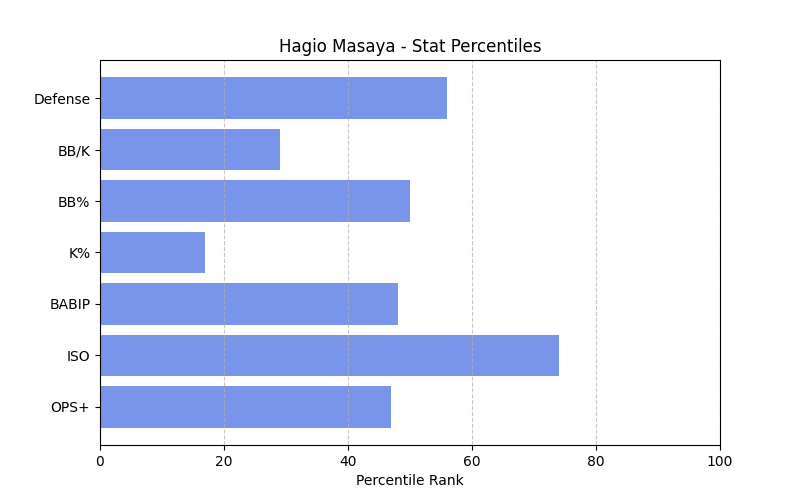 Hagio Masaya - Stat Percentiles
Defense
BB/K
BB%
K%
BABIP
ISO
OPS+
0 20 40 60 80 100
Percentile Rank